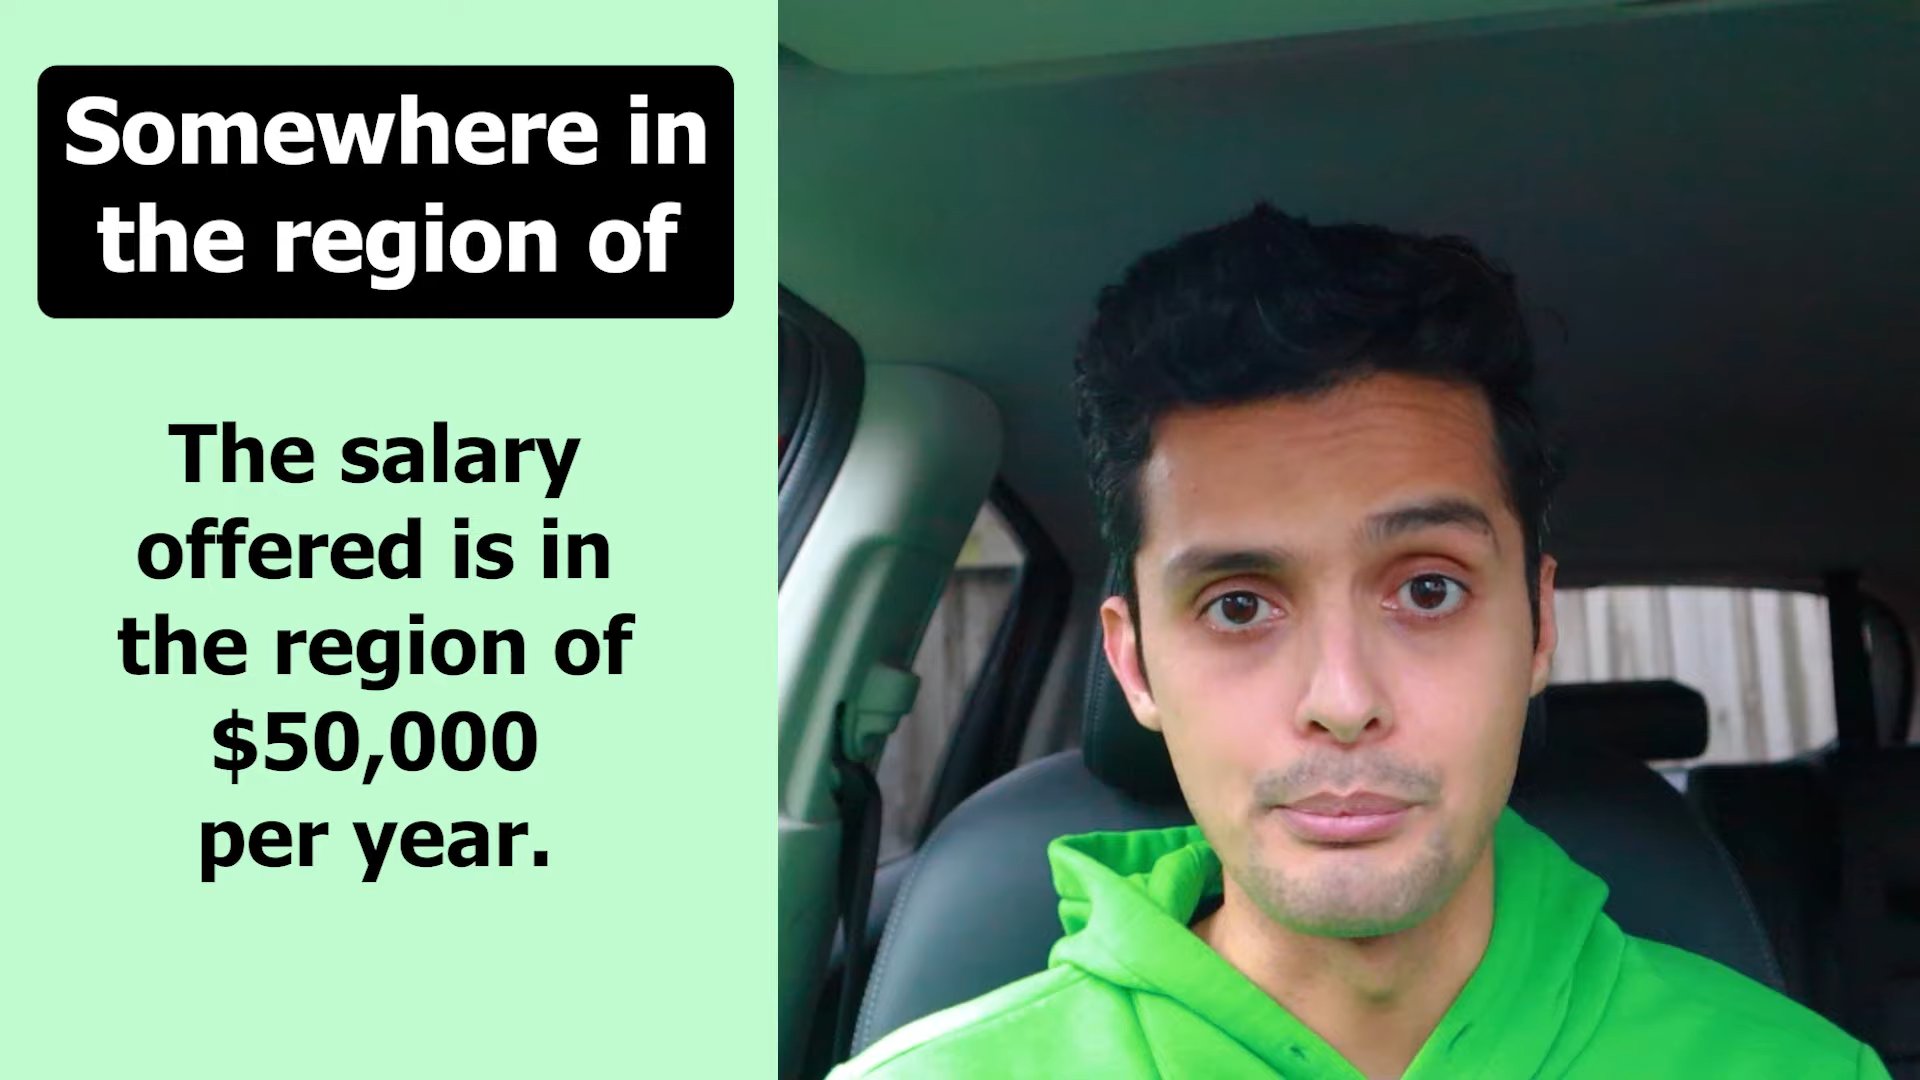 Somewhere in
the region of
The salary
offered is in
the region of
$50,000
per year.